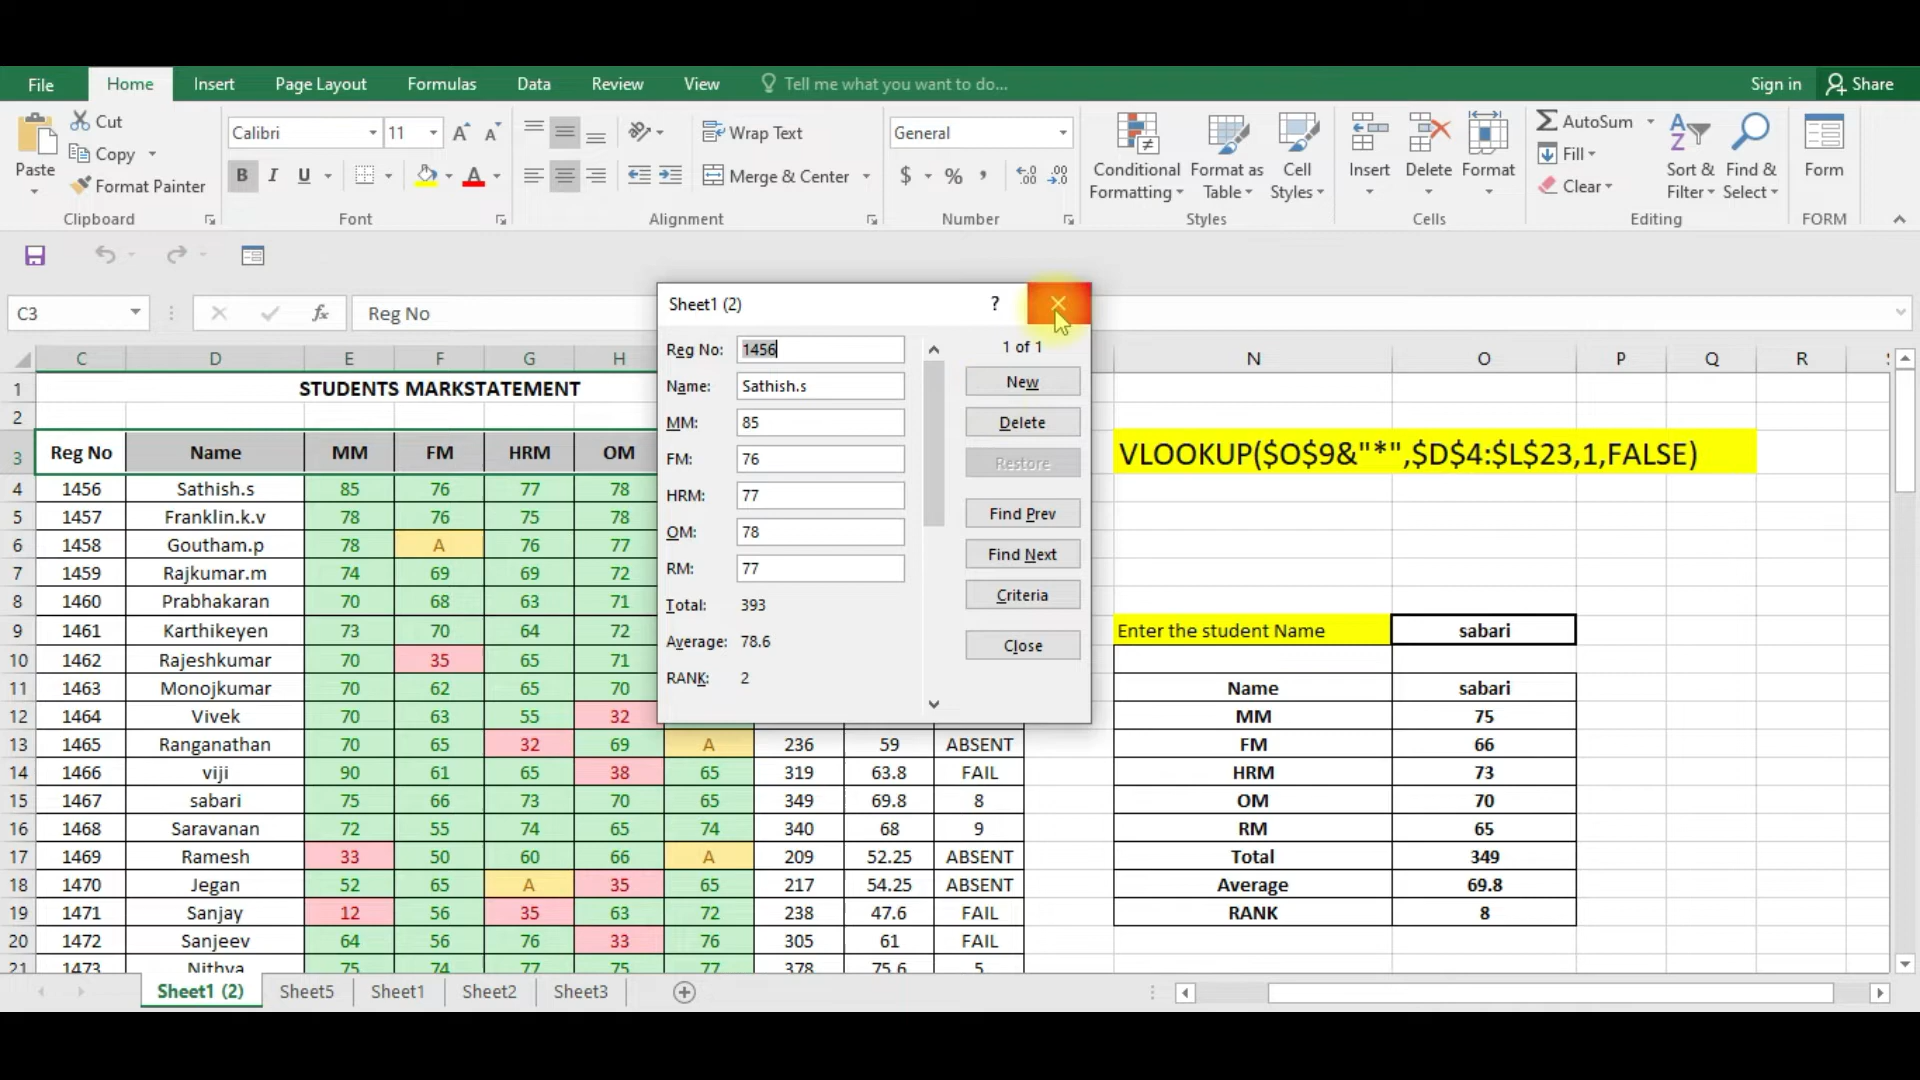 File Home Insert Page Layout Formulas Data Review View Tell me what you want to do... Sign in Share
Paste Cut Copy Format Painter Clipboard
Calibri 11 A A B I U A Font
Wrap Text Merge & Center Alignment
General $ % , Number
Conditional Formatting Format as Table Cell Styles Styles
Insert Delete Format Cells
AutoSum Fill Clear Sort & Filter Find & Select Editing
Form FORM
C3 fx Reg No
C D E F G H N O P Q R
1 STUDENTS MARKSTATEMENT
2
3 Reg No Name MM FM HRM OM
4 1456 Sathish.s 85 76 77 78
5 1457 Franklin.k.v 78 76 75 78
6 1458 Goutham.p 78 A 76 77
7 1459 Rajkumar.m 74 69 69 72
8 1460 Prabhakaran 70 68 63 71
9 1461 Karthikeyen 73 70 64 72
10 1462 Rajeshkumar 70 35 65 71
11 1463 Monojkumar 70 62 65 70
12 1464 Vivek 70 63 55 32
13 1465 Ranganathan 70 65 32 69 A 236 59 ABSENT
14 1466 viji 90 61 65 38 65 319 63.8 FAIL
15 1467 sabari 75 66 73 70 65 349 69.8 8
16 1468 Saravanan 72 55 74 65 74 340 68 9
17 1469 Ramesh 33 50 60 66 A 209 52.25 ABSENT
18 1470 Jegan 52 65 A 35 65 217 54.25 ABSENT
19 1471 Sanjay 12 56 35 63 72 238 47.6 FAIL
20 1472 Sanjeev 64 56 76 33 76 305 61 FAIL
21 1473 Nithya 75 74 77 75 77 378 75.6 5
Sheet1 (2) ?
Reg No: 1456 1 of 1
Name: Sathish.s New
MM: 85 Delete
FM: 76 Restore
HRM: 77 Find Prev
OM: 78 Find Next
RM: 77 Criteria
Total: 393
Average: 78.6 Close
RANK: 2
VLOOKUP($O$9&"*",$D$4:$L$23,1,FALSE)
Enter the student Name sabari
Name sabari
MM 75
FM 66
HRM 73
OM 70
RM 65
Total 349
Average 69.8
RANK 8
Sheet1 (2) Sheet5 Sheet1 Sheet2 Sheet3